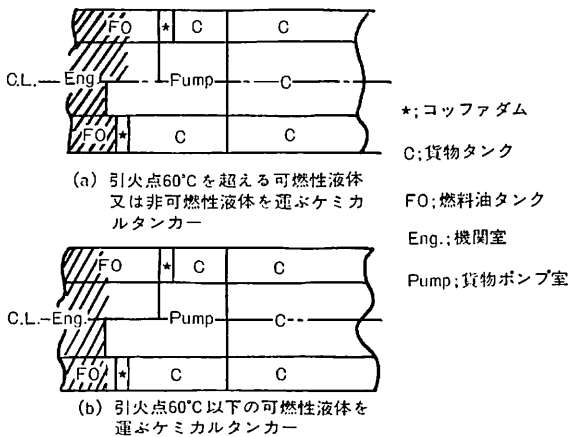 FO * C C
C.L. Eng. Pump C
FO * C C
(a) 引火点60°Cを超える可燃性液体
又は非可燃性液体を運ぶケミ
カルタンカー
*;コッファダム
C;貨物タンク
FO;燃料油タンク
Eng.;機関室
Pump;貨物ポンプ室
FO * C C
C.L. Eng. Pump C
FO * C C
(b) 引火点60°C以下の可燃性液体を
運ぶケミカルタンカー